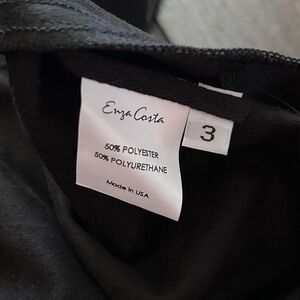 Enza Costa
3
50% POLYESTER
50% POLYURETHANE
Made in USA